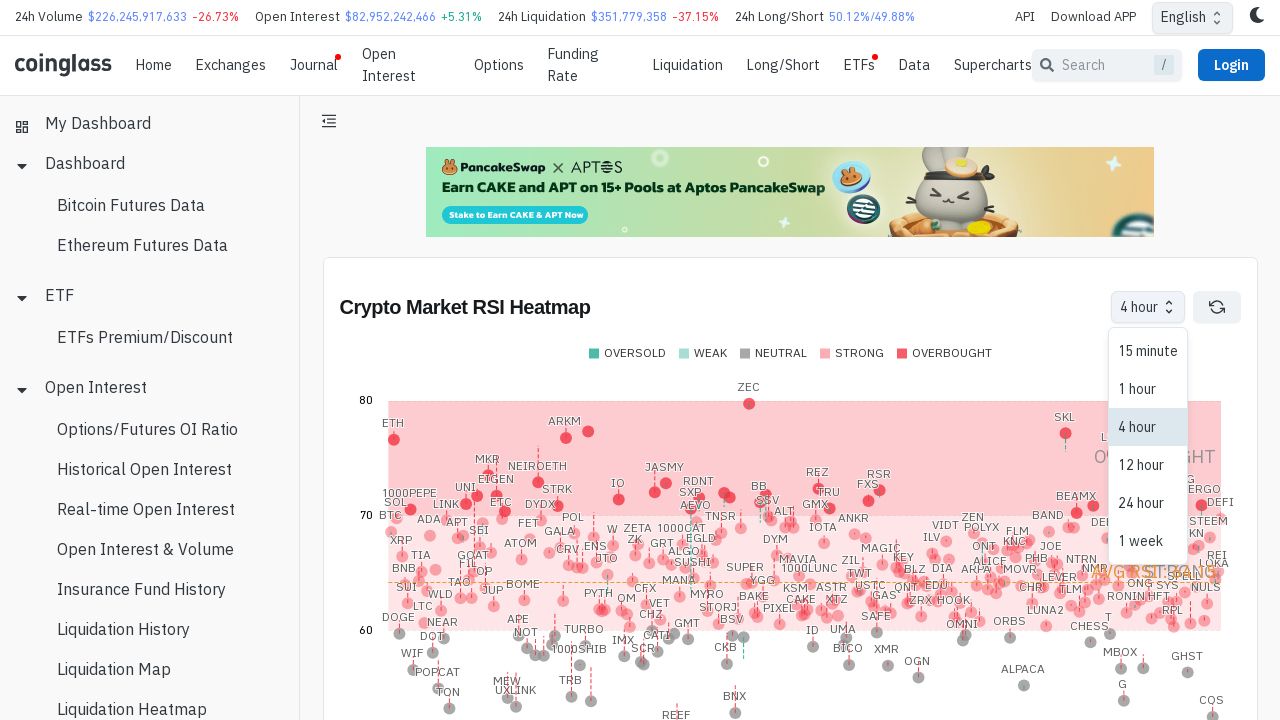 24h Volume $226,245,917,633 -26.73% Open Interest $82,952,242,466 +5.31% 24h Liquidation $351,779,358 -37.15% 24h Long/Short 50.12%/49.88% API Download APP English
coinglass Home Exchanges Journal Open Interest Options Funding Rate Liquidation Long/Short ETFs Data Supercharts Search / Login
My Dashboard
Dashboard
Bitcoin Futures Data
Ethereum Futures Data
ETF
ETFs Premium/Discount
Open Interest
Options/Futures OI Ratio
Historical Open Interest
Real-time Open Interest
Open Interest & Volume
Insurance Fund History
Liquidation History
Liquidation Map
Liquidation Heatmap
PancakeSwap X APTOS
Earn CAKE and APT on 15+ Pools at Aptos PancakeSwap
Stake to Earn CAKE & APT Now
Crypto Market RSI Heatmap
4 hour
15 minute
1 hour
4 hour
12 hour
24 hour
1 week
OVERSOLD WEAK NEUTRAL STRONG OVERBOUGHT
80
70
60
ZEC
ETH
ARKM
SKL
MKR
NEIROETH
JASMY
REZ
RSR
EIGEN
IO
RDNT
FXS
BB
UNI
STRK
SXP
TRU
ERGO
1000PEPE
BEAMX
SOL
LINK
ETC
DYDX
AEVO
SSV
GMX
DEFI
BTC
ADA
APT
FET
POL
TNSR
ALT
ANKR
BAND
ZEN
STEEM
SEI
GALA
W
ZETA
1000CAT
IOTA
VIDT
POLYX
FLM
XRP
ATOM
ENS
ZK
GRT
EGLD
DYM
ILV
KNC
TIA
GOAT
CRV
JTO
ALGO
MAGIC
ONT
JOE
REI
BNB
FIL
SUSHI
MAVIA
ZIL
KEY
ALICE
PHB
NTRN
LOKA
OP
SUPER
1000LUNC
TWT
BLZ
DIA
ARPA
MOVR
NMR
SUI
TAO
BOME
MANA
YGG
KSM
ASTR
USTC
QNT
EDU
CHR
LEVER
SPELL
WLD
JUP
PYTH
CFX
MYRO
BAKE
CAKE
XTZ
GAS
ZRX
HOOK
TLM
ONG
SYS
NULS
LTC
QM
VET
STORJ
PIXEL
RONIN
HFT
DOGE
NEAR
APE
CHZ
GMT
BSV
SAFE
OMNI
ORBS
LUNA2
RPL
DOT
NOT
TURBO
IMX
CATI
ID
UMA
CHESS
T
WIF
1000SHIB
SCR
CKB
BICO
XMR
MBOX
GHST
POPCAT
MEW
TRB
OGN
ALPACA
TON
UXLINK
BNX
G
COS
REEF